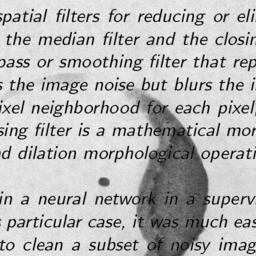 spatial filters for reducing or eli
the median filter and the closin
pass or smoothing filter that rep
s the image noise but blurs the i
ixel neighborhood for each pixel,
sing filter is a mathematical mor
nd dilation morphological operati
in a neural network in a superv
s particular case, it was much eas
to clean a subset of noisy imag